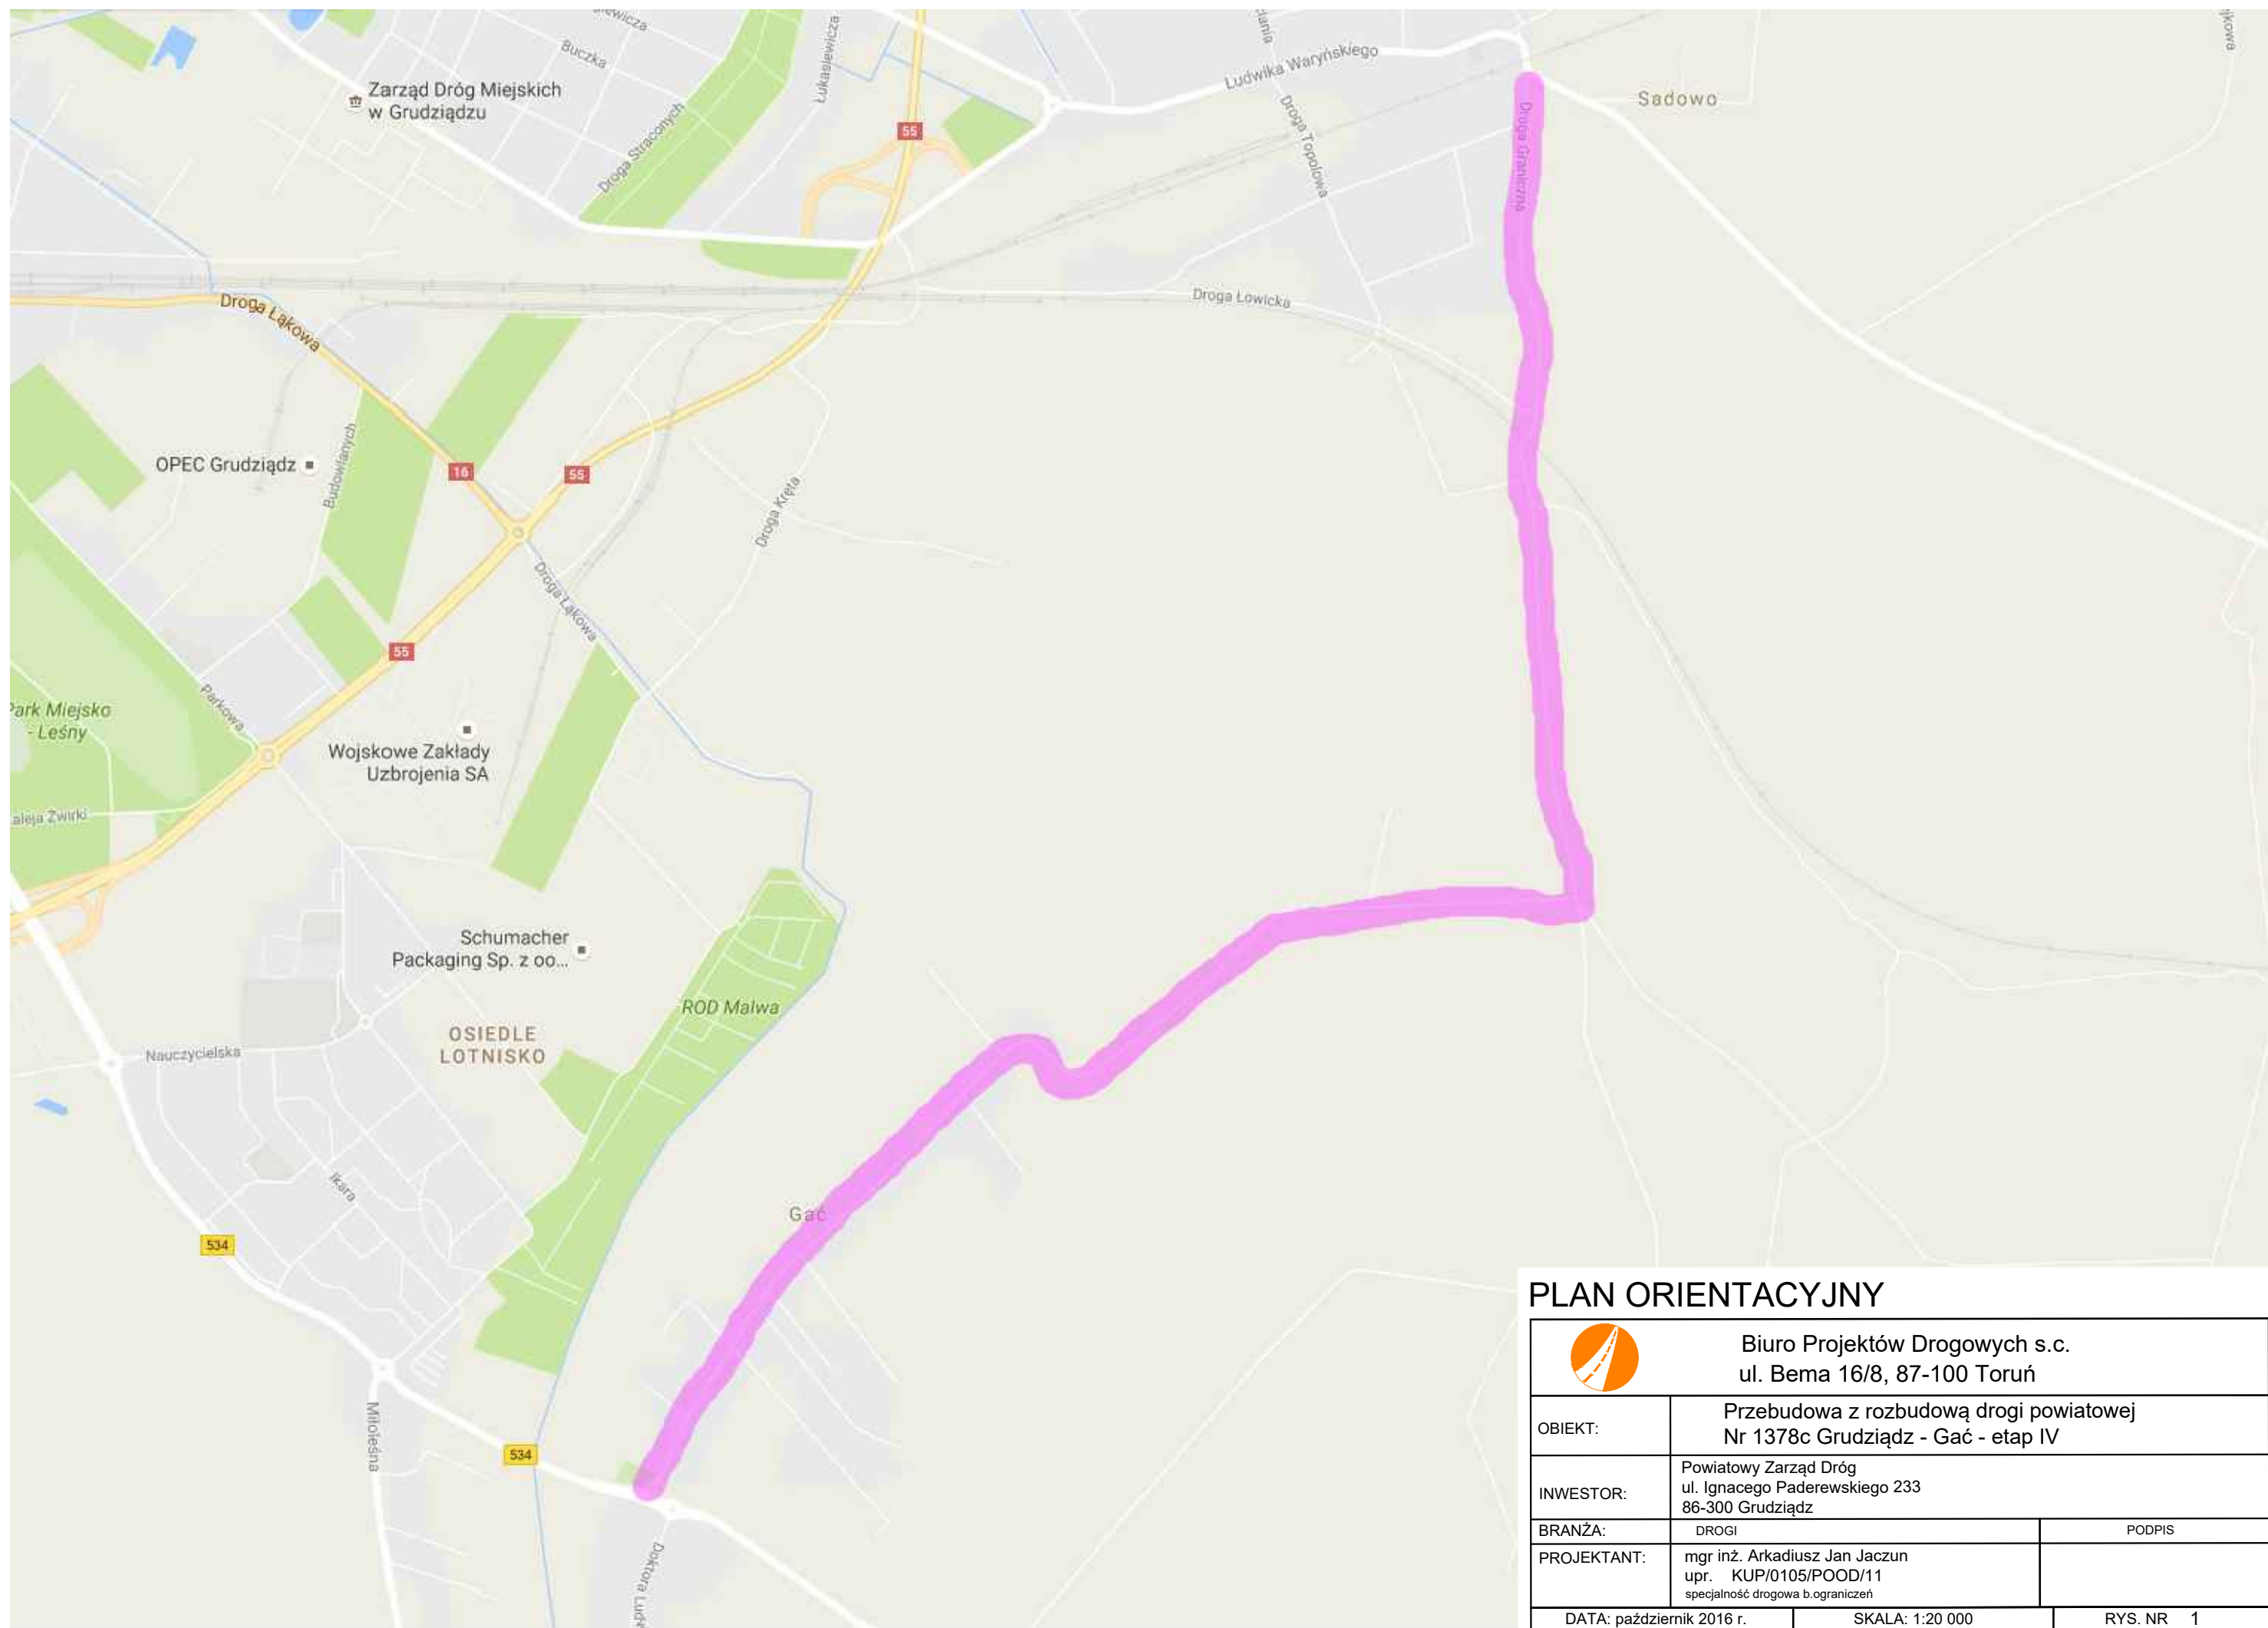 Buczka
Łukasiewicza
Zarząd Dróg Miejskich
w Grudziądzu
Droga Straconych
55
Ludwika Waryńskiego
Droga Topolowa
Droga Graniczna
Sadowo
Droga Łąkowa
Droga Łowicka
OPEC Grudziądz
Budowlanych
16
55
Droga Kręta
Droga Łąkowa
55
Parkowa
Park Miejsko
- Leśny
Wojskowe Zakłady
Uzbrojenia SA
aleja Żwirki
Schumacher
Packaging Sp. z oo...
ROD Malwa
OSIEDLE
LOTNISKO
Nauczycielska
Ikara
Gać
534
534
Miłoleśna
Doktora
PLAN ORIENTACYJNY
Biuro Projektów Drogowych s.c.
ul. Bema 16/8, 87-100 Toruń
OBIEKT:
Przebudowa z rozbudową drogi powiatowej
Nr 1378c Grudziądz - Gać - etap IV
INWESTOR:
Powiatowy Zarząd Dróg
ul. Ignacego Paderewskiego 233
86-300 Grudziądz
BRANŻA: DROGI PODPIS
PROJEKTANT:
mgr inż. Arkadiusz Jan Jaczun
upr. KUP/0105/POOD/11
specjalność drogowa b.ograniczeń
DATA: październik 2016 r. SKALA: 1:20 000 RYS. NR 1